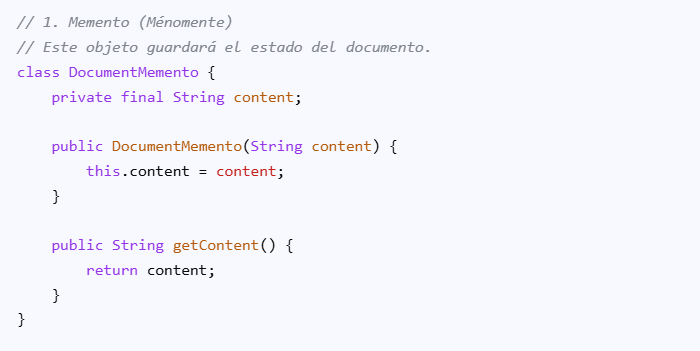 // 1. Memento (Ménomente)
// Este objeto guardará el estado del documento.
class DocumentMemento {
    private final String content;

    public DocumentMemento(String content) {
        this.content = content;
    }

    public String getContent() {
        return content;
    }
}